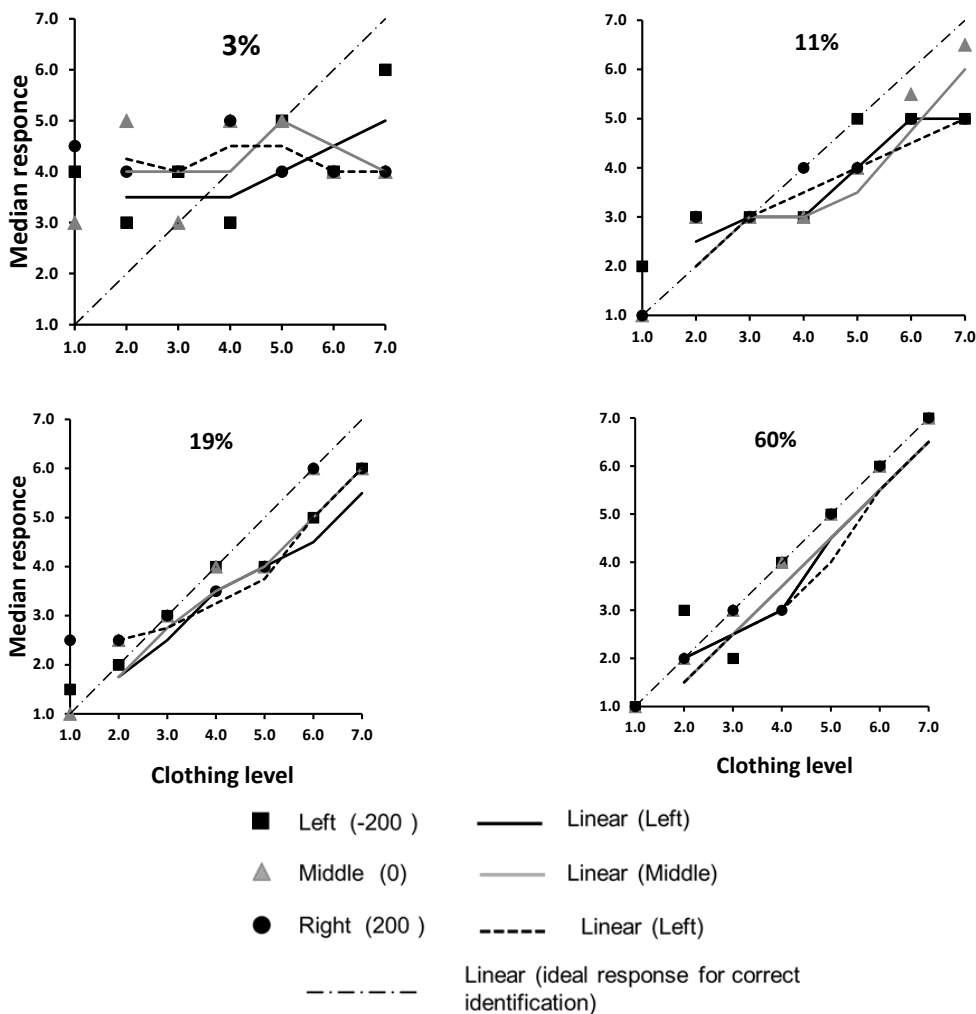 3%
Median responce
7.0
6.0
5.0
4.0
3.0
2.0
1.0
1.0 2.0 3.0 4.0 5.0 6.0 7.0
11%
7.0
6.0
5.0
4.0
3.0
2.0
1.0
1.0 2.0 3.0 4.0 5.0 6.0 7.0
19%
Median responce
7.0
6.0
5.0
4.0
3.0
2.0
1.0
1.0 2.0 3.0 4.0 5.0 6.0 7.0
Clothing level
60%
7.0
6.0
5.0
4.0
3.0
2.0
1.0
1.0 2.0 3.0 4.0 5.0 6.0 7.0
Clothing level
Left (-200 )
Linear (Left)
Middle (0)
Linear (Middle)
Right (200 )
Linear (Left)
Linear (ideal response for correct
identification)